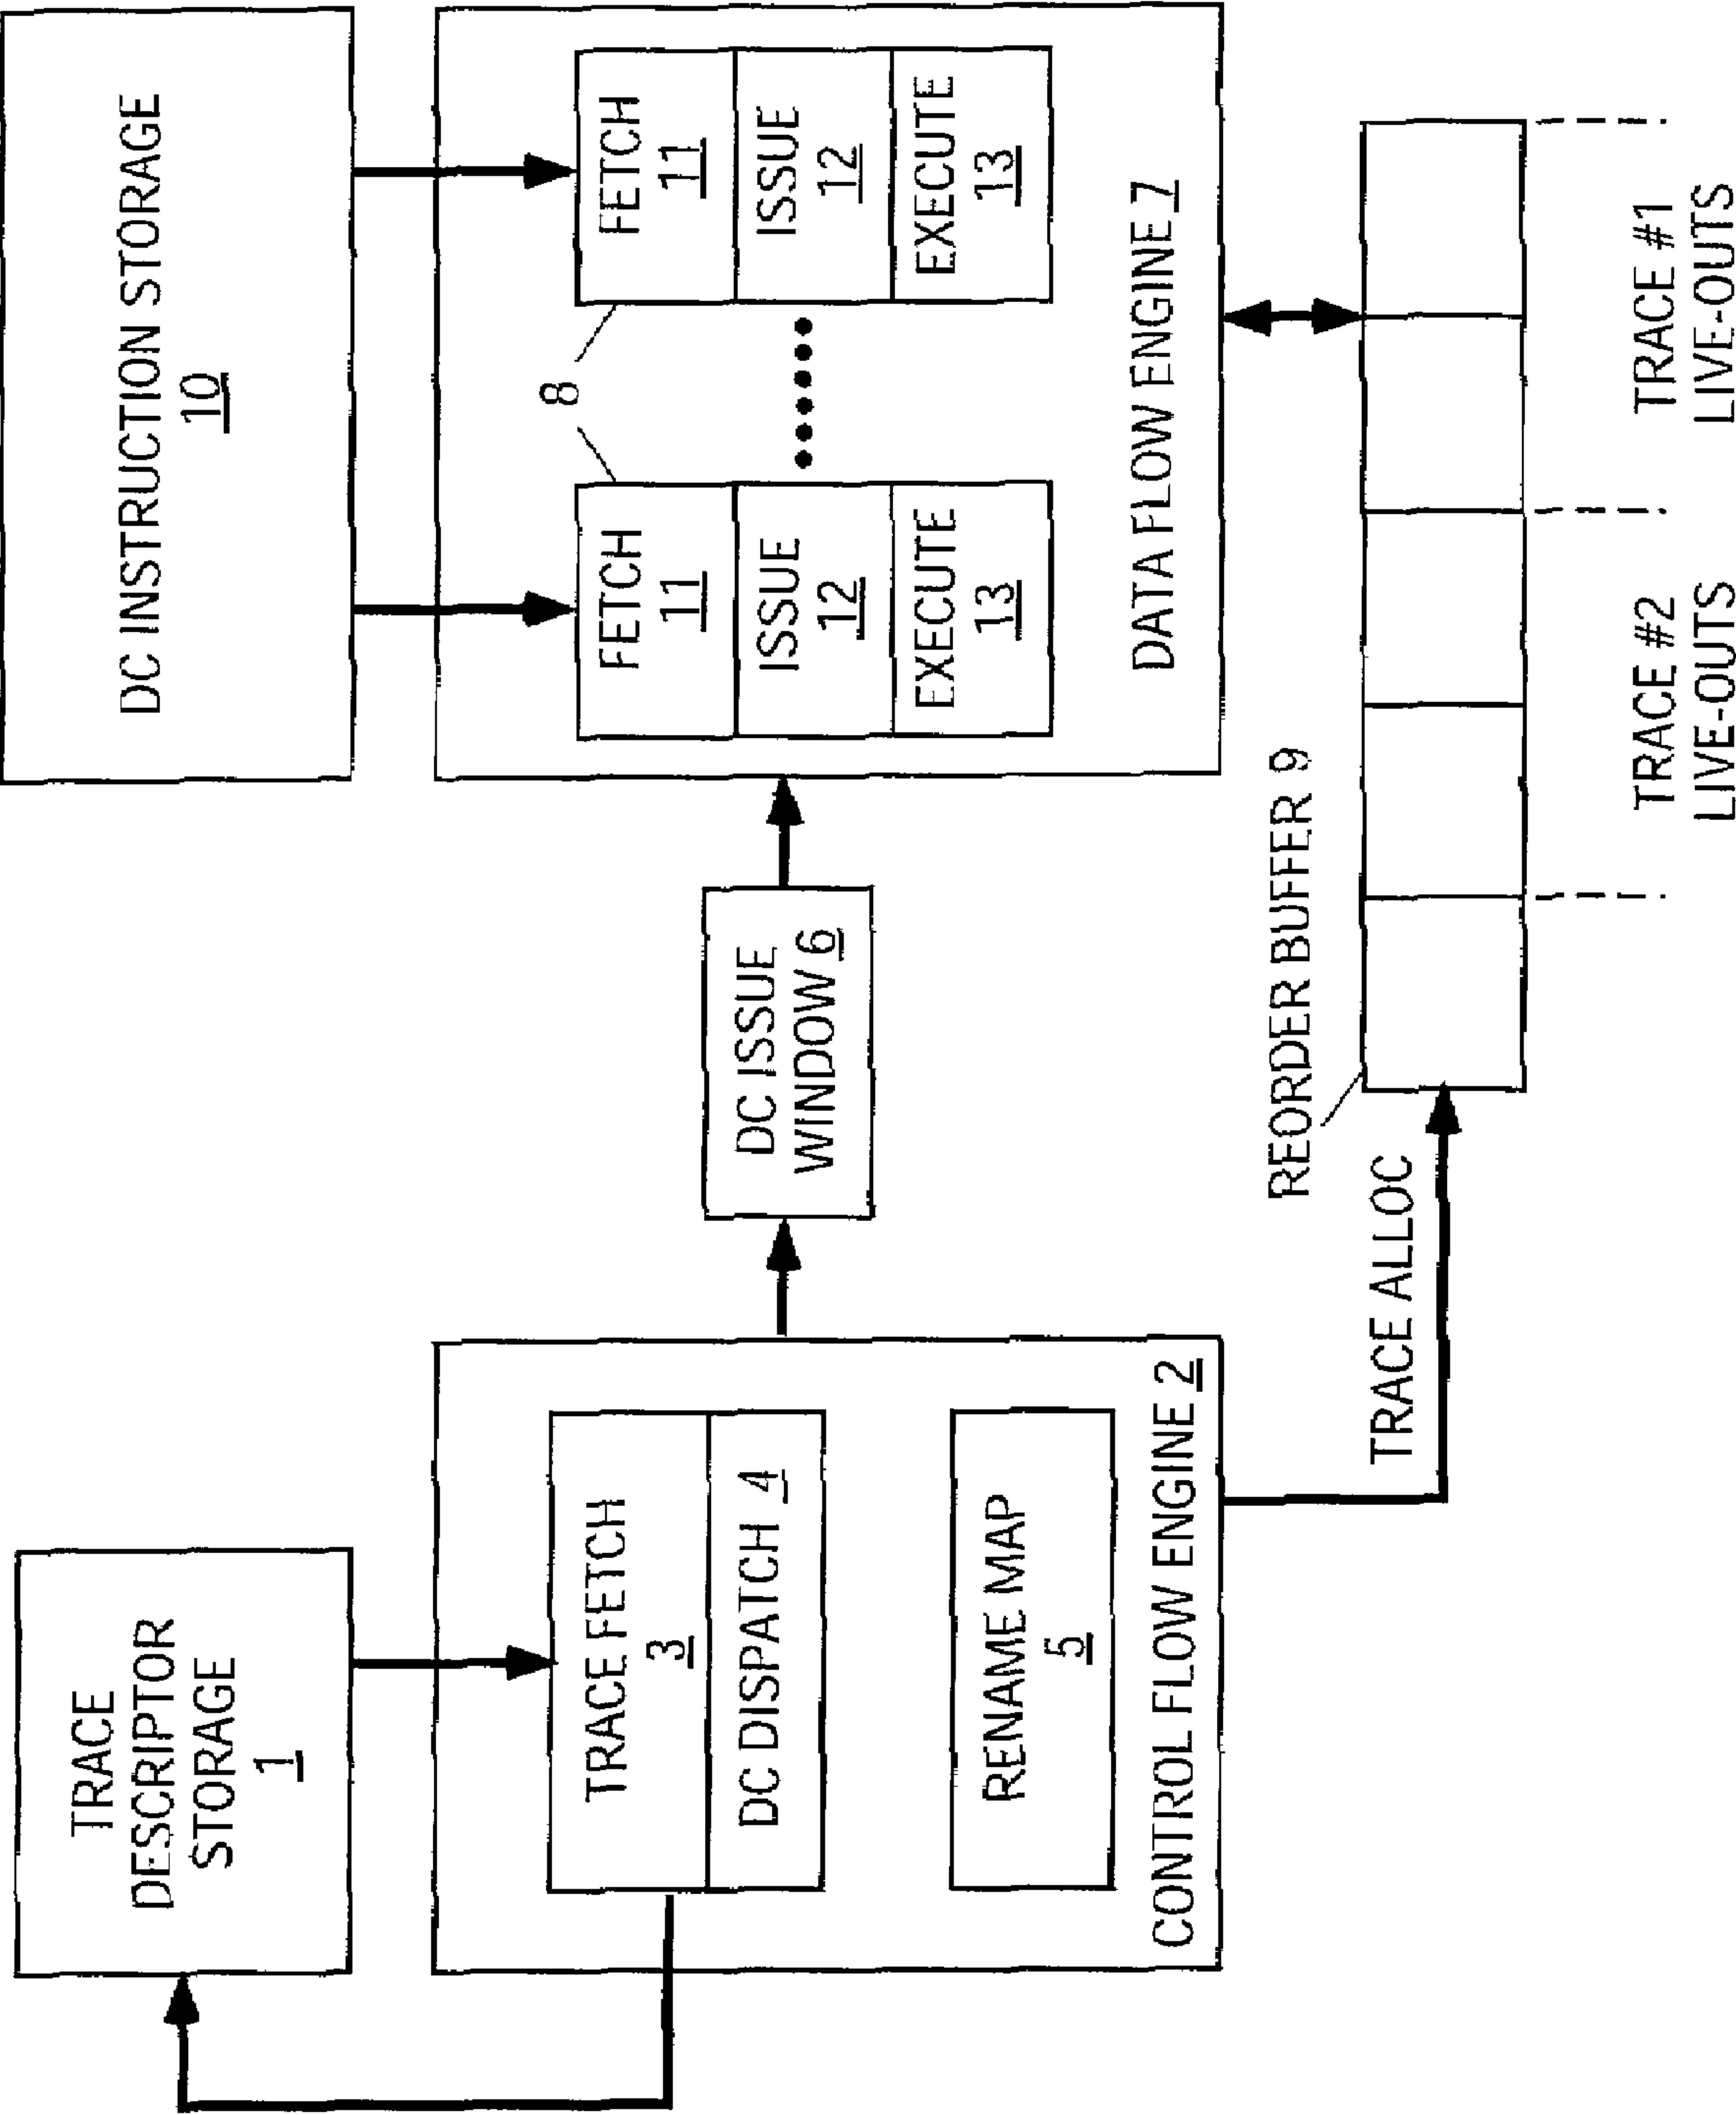 TRACE
DESCRIPTOR
STORAGE
1
DC INSTRUCTION STORAGE
10
TRACE FETCH
3
DC DISPATCH 4
RENAME MAP
5
CONTROL FLOW ENGINE 2
DC ISSUE
WINDOW 6
8
FETCH
11
ISSUE
12
EXECUTE
13
FETCH
11
ISSUE
12
EXECUTE
13
DATA FLOW ENGINE 7
REORDER BUFFER 9
TRACE ALLOC
TRACE #2
LIVE-OUTS
TRACE #1
LIVE-OUTS